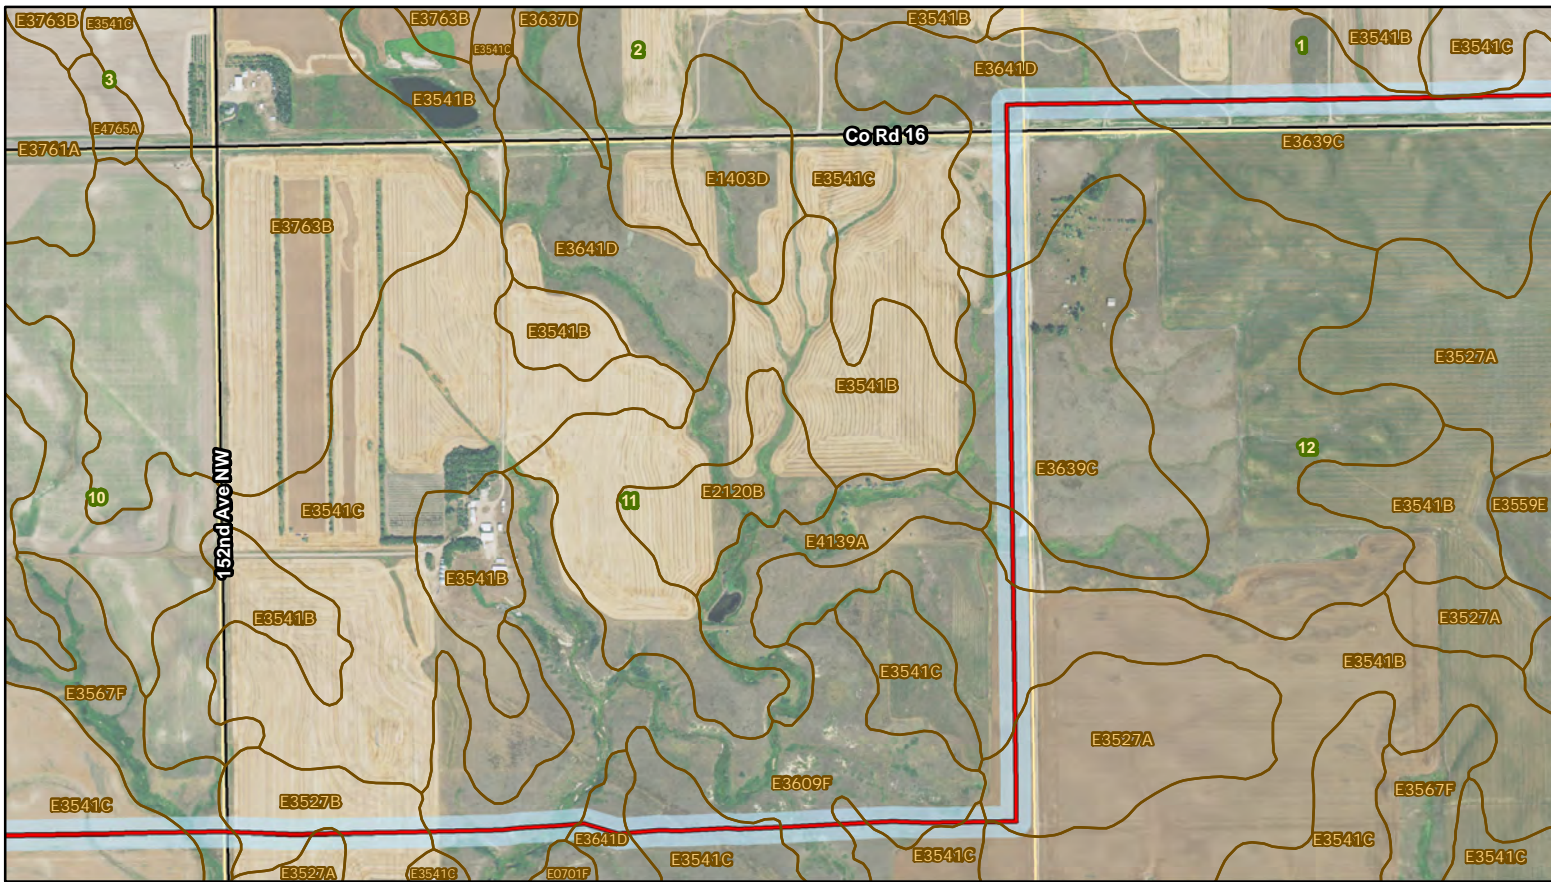 E3763B
E3541C
E3763B
E3637D
E3541B
E3541C
2
1
E3541B
E3541C
3
E3641D
E3541B
E4765A
Co Rd 16
E3761A
E3639C
E1403D
E3541C
E3763B
E3641D
E3541B
E3527A
E3541B
12
E3639C
10
E2120B
11
E3541C
E3541B
E3559E
152nd Ave NW
E4139A
E3541B
E3541B
E3527A
E3541B
E3541C
E3567F
E3527A
E3609F
E3567F
E3541C
E3527B
E3641D
E3541C
E3541C
E3541C
E3541C
E3527A
E3541C
E0701F